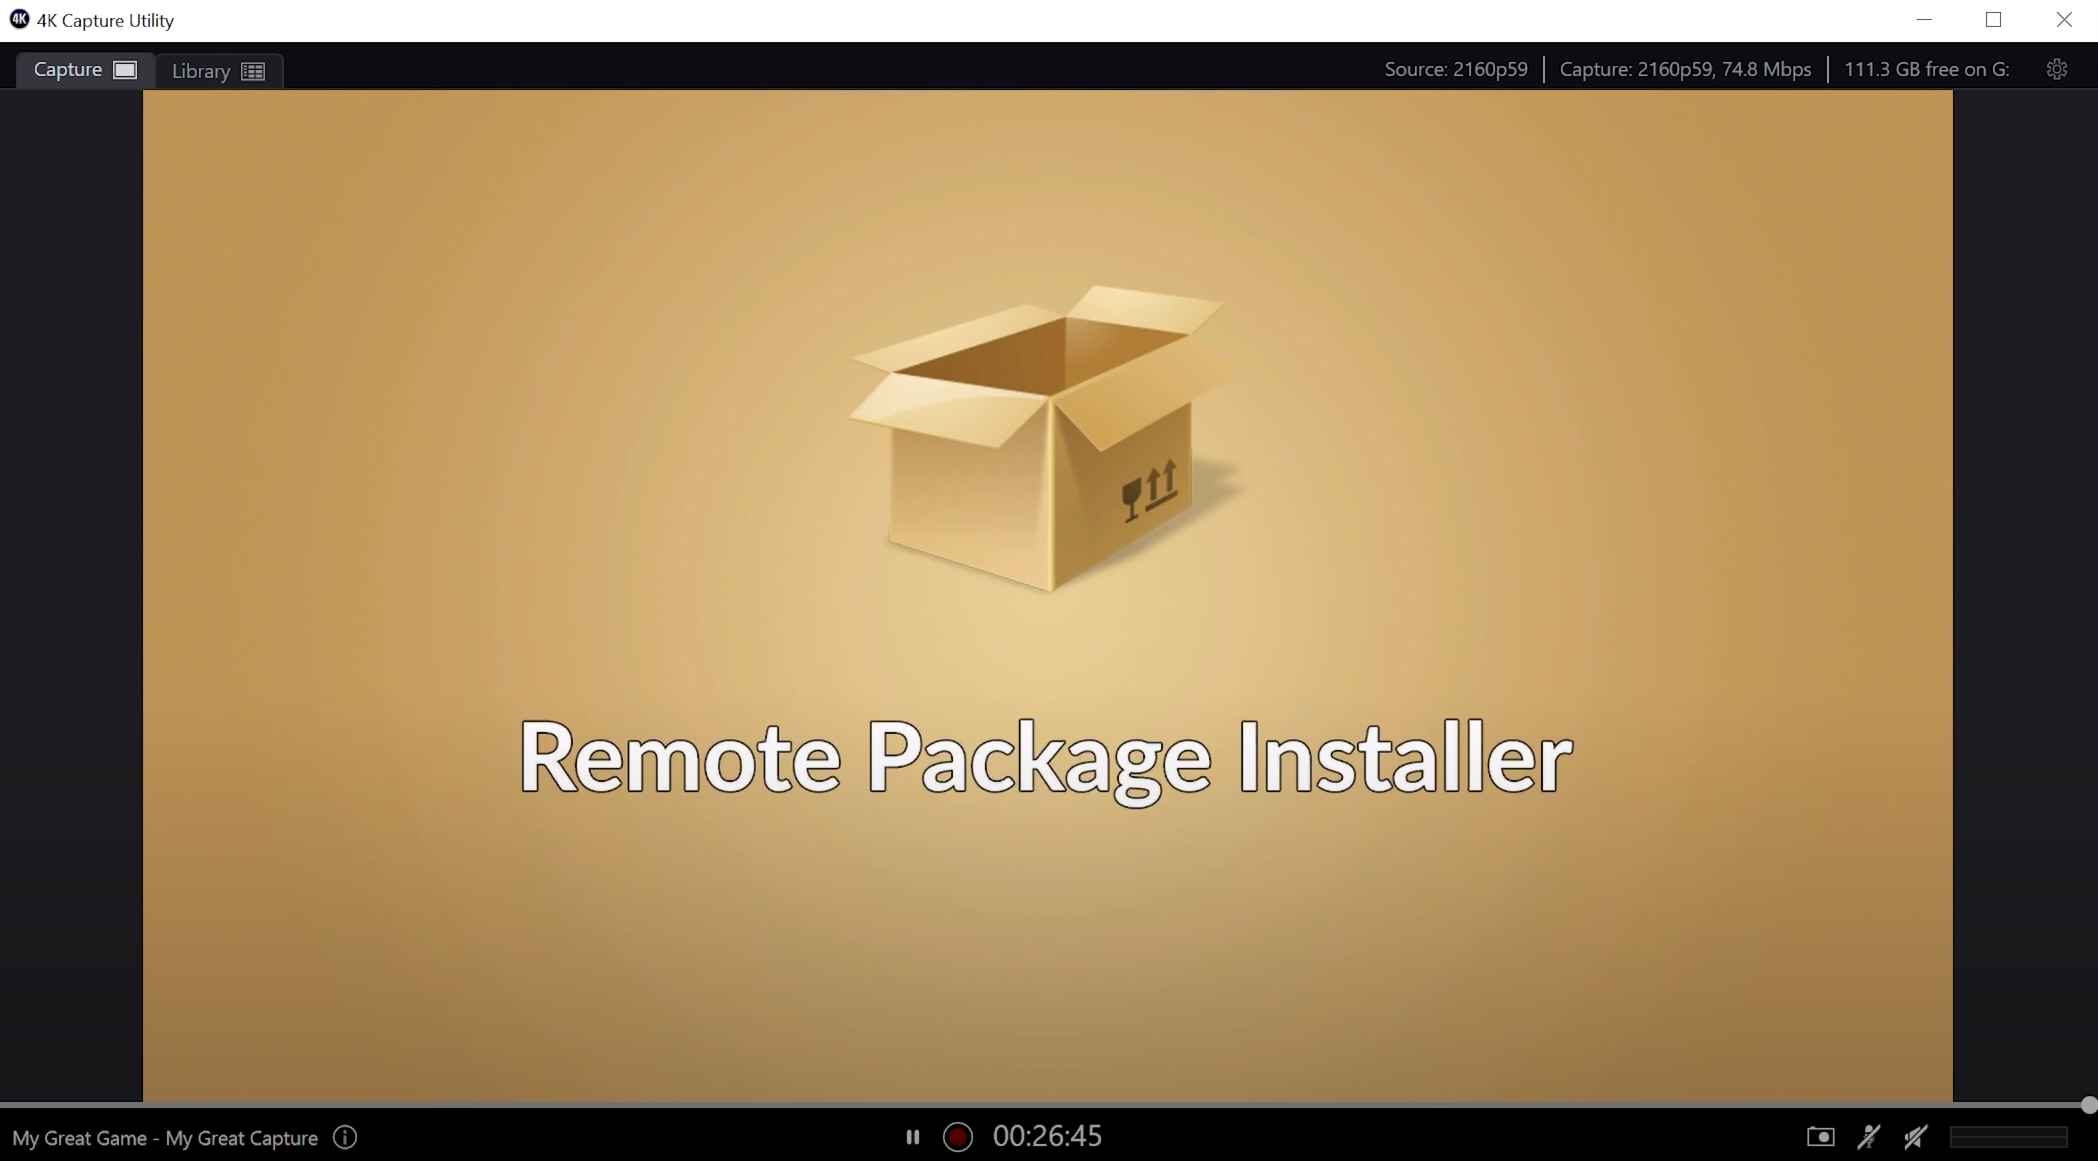 4K 4K Capture Utility
Capture Library Source: 2160p59 Capture: 2160p59, 74.8 Mbps 111.3 GB free on G:
Remote Package Installer
My Great Game - My Great Capture 00:26:45